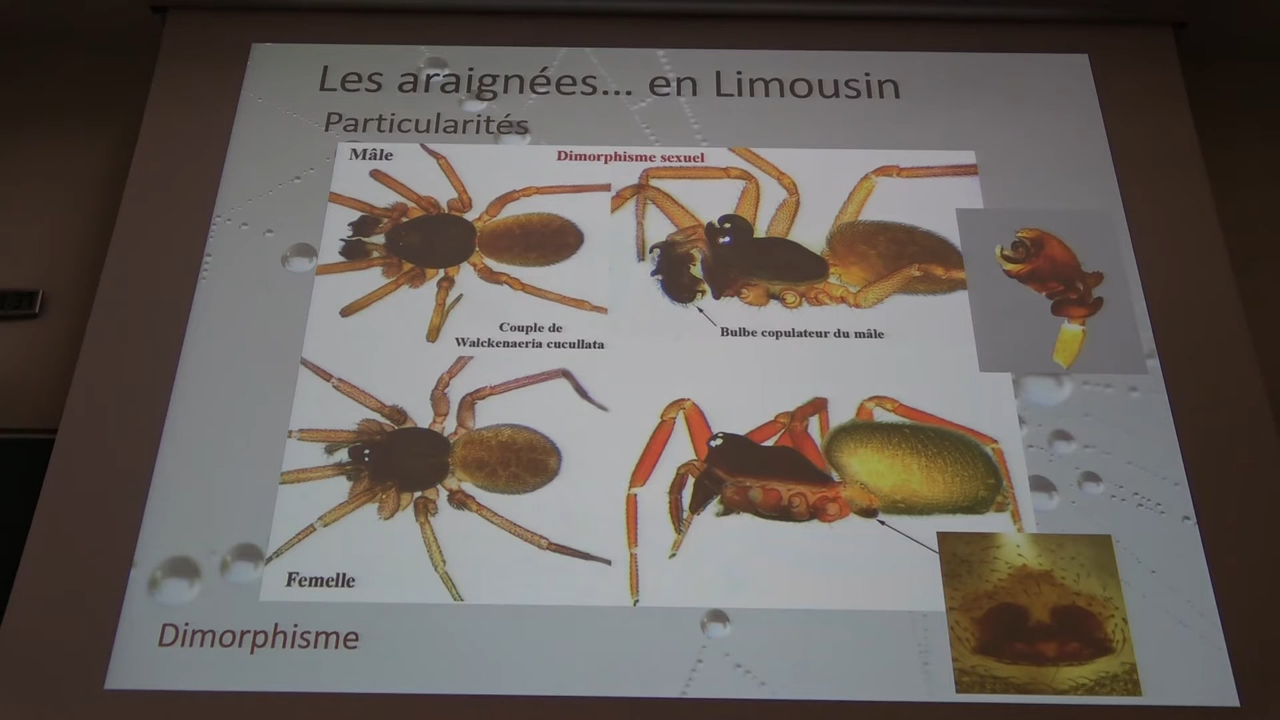 Les araignées... en Limousin
Particularités
Mâle
Dimorphisme sexuel
Couple de
Walckenaeria cucullata
Bulbe copulateur du mâle
Femelle
Dimorphisme